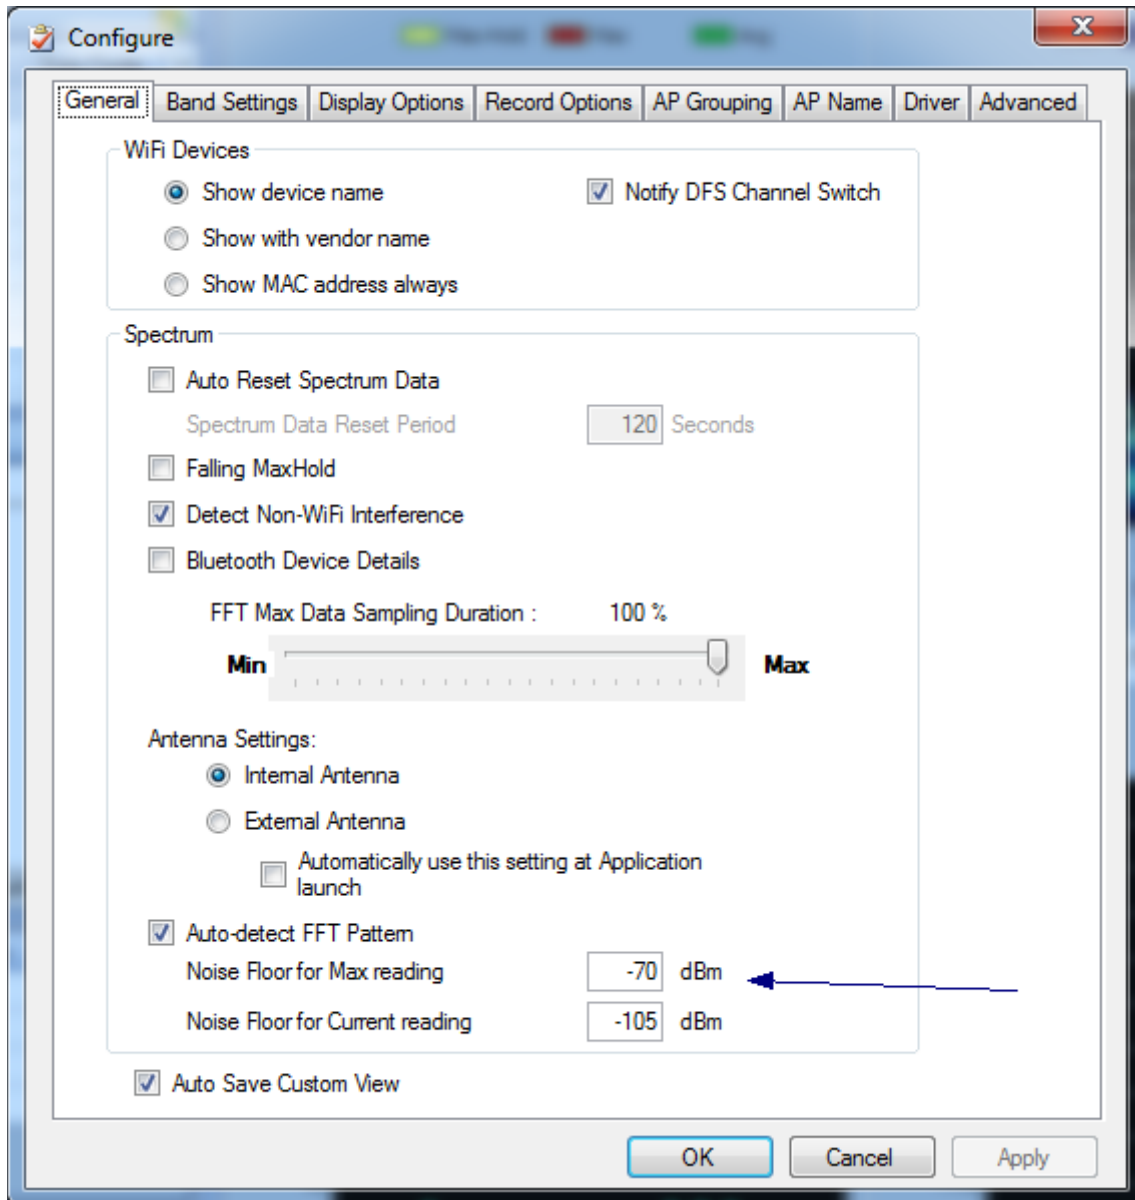 Configure
General Band Settings Display Options Record Options AP Grouping AP Name Driver Advanced
WiFi Devices
Show device name Notify DFS Channel Switch
Show with vendor name
Show MAC address always
Spectrum
Auto Reset Spectrum Data
Spectrum Data Reset Period 120 Seconds
Falling MaxHold
Detect Non-WiFi Interference
Bluetooth Device Details
FFT Max Data Sampling Duration : 100 %
Min Max
Antenna Settings:
Internal Antenna
External Antenna
Automatically use this setting at Application
launch
Auto-detect FFT Pattern
Noise Floor for Max reading -70 dBm
Noise Floor for Current reading -105 dBm
Auto Save Custom View
OK Cancel Apply